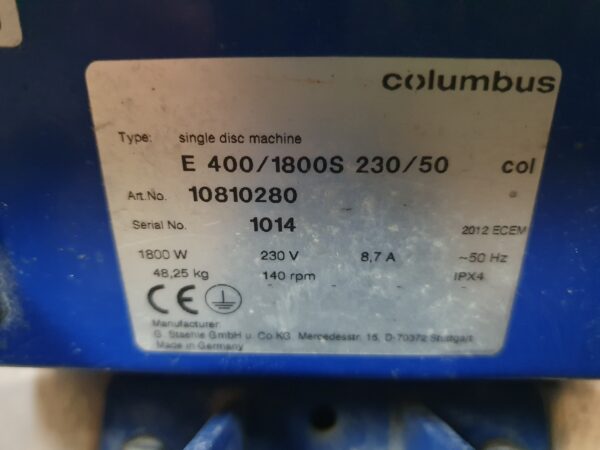 columbus
Type: single disc machine
E 400/1800S 230/50 col
Art.No. 10810280
Serial No. 1014 2012 ECEM
1800 W 230 V 8,7 A ~50 Hz
48,25 kg 140 rpm - - IPX4
CE
Manufacturer:
G. Staehle GmbH u. Co KG. Mercedesstr. 15, D-70372 Stuttgart
Made in Germany